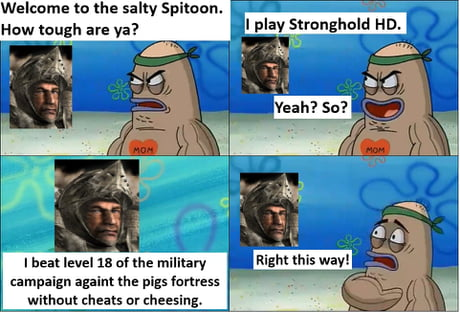 Welcome to the salty Spitoon.
How tough are ya?
MOM
I play Stronghold HD.
Yeah? So?
MOM
I beat level 18 of the military
campaign againt the pigs fortress
without cheats or cheesing.
Right this way!